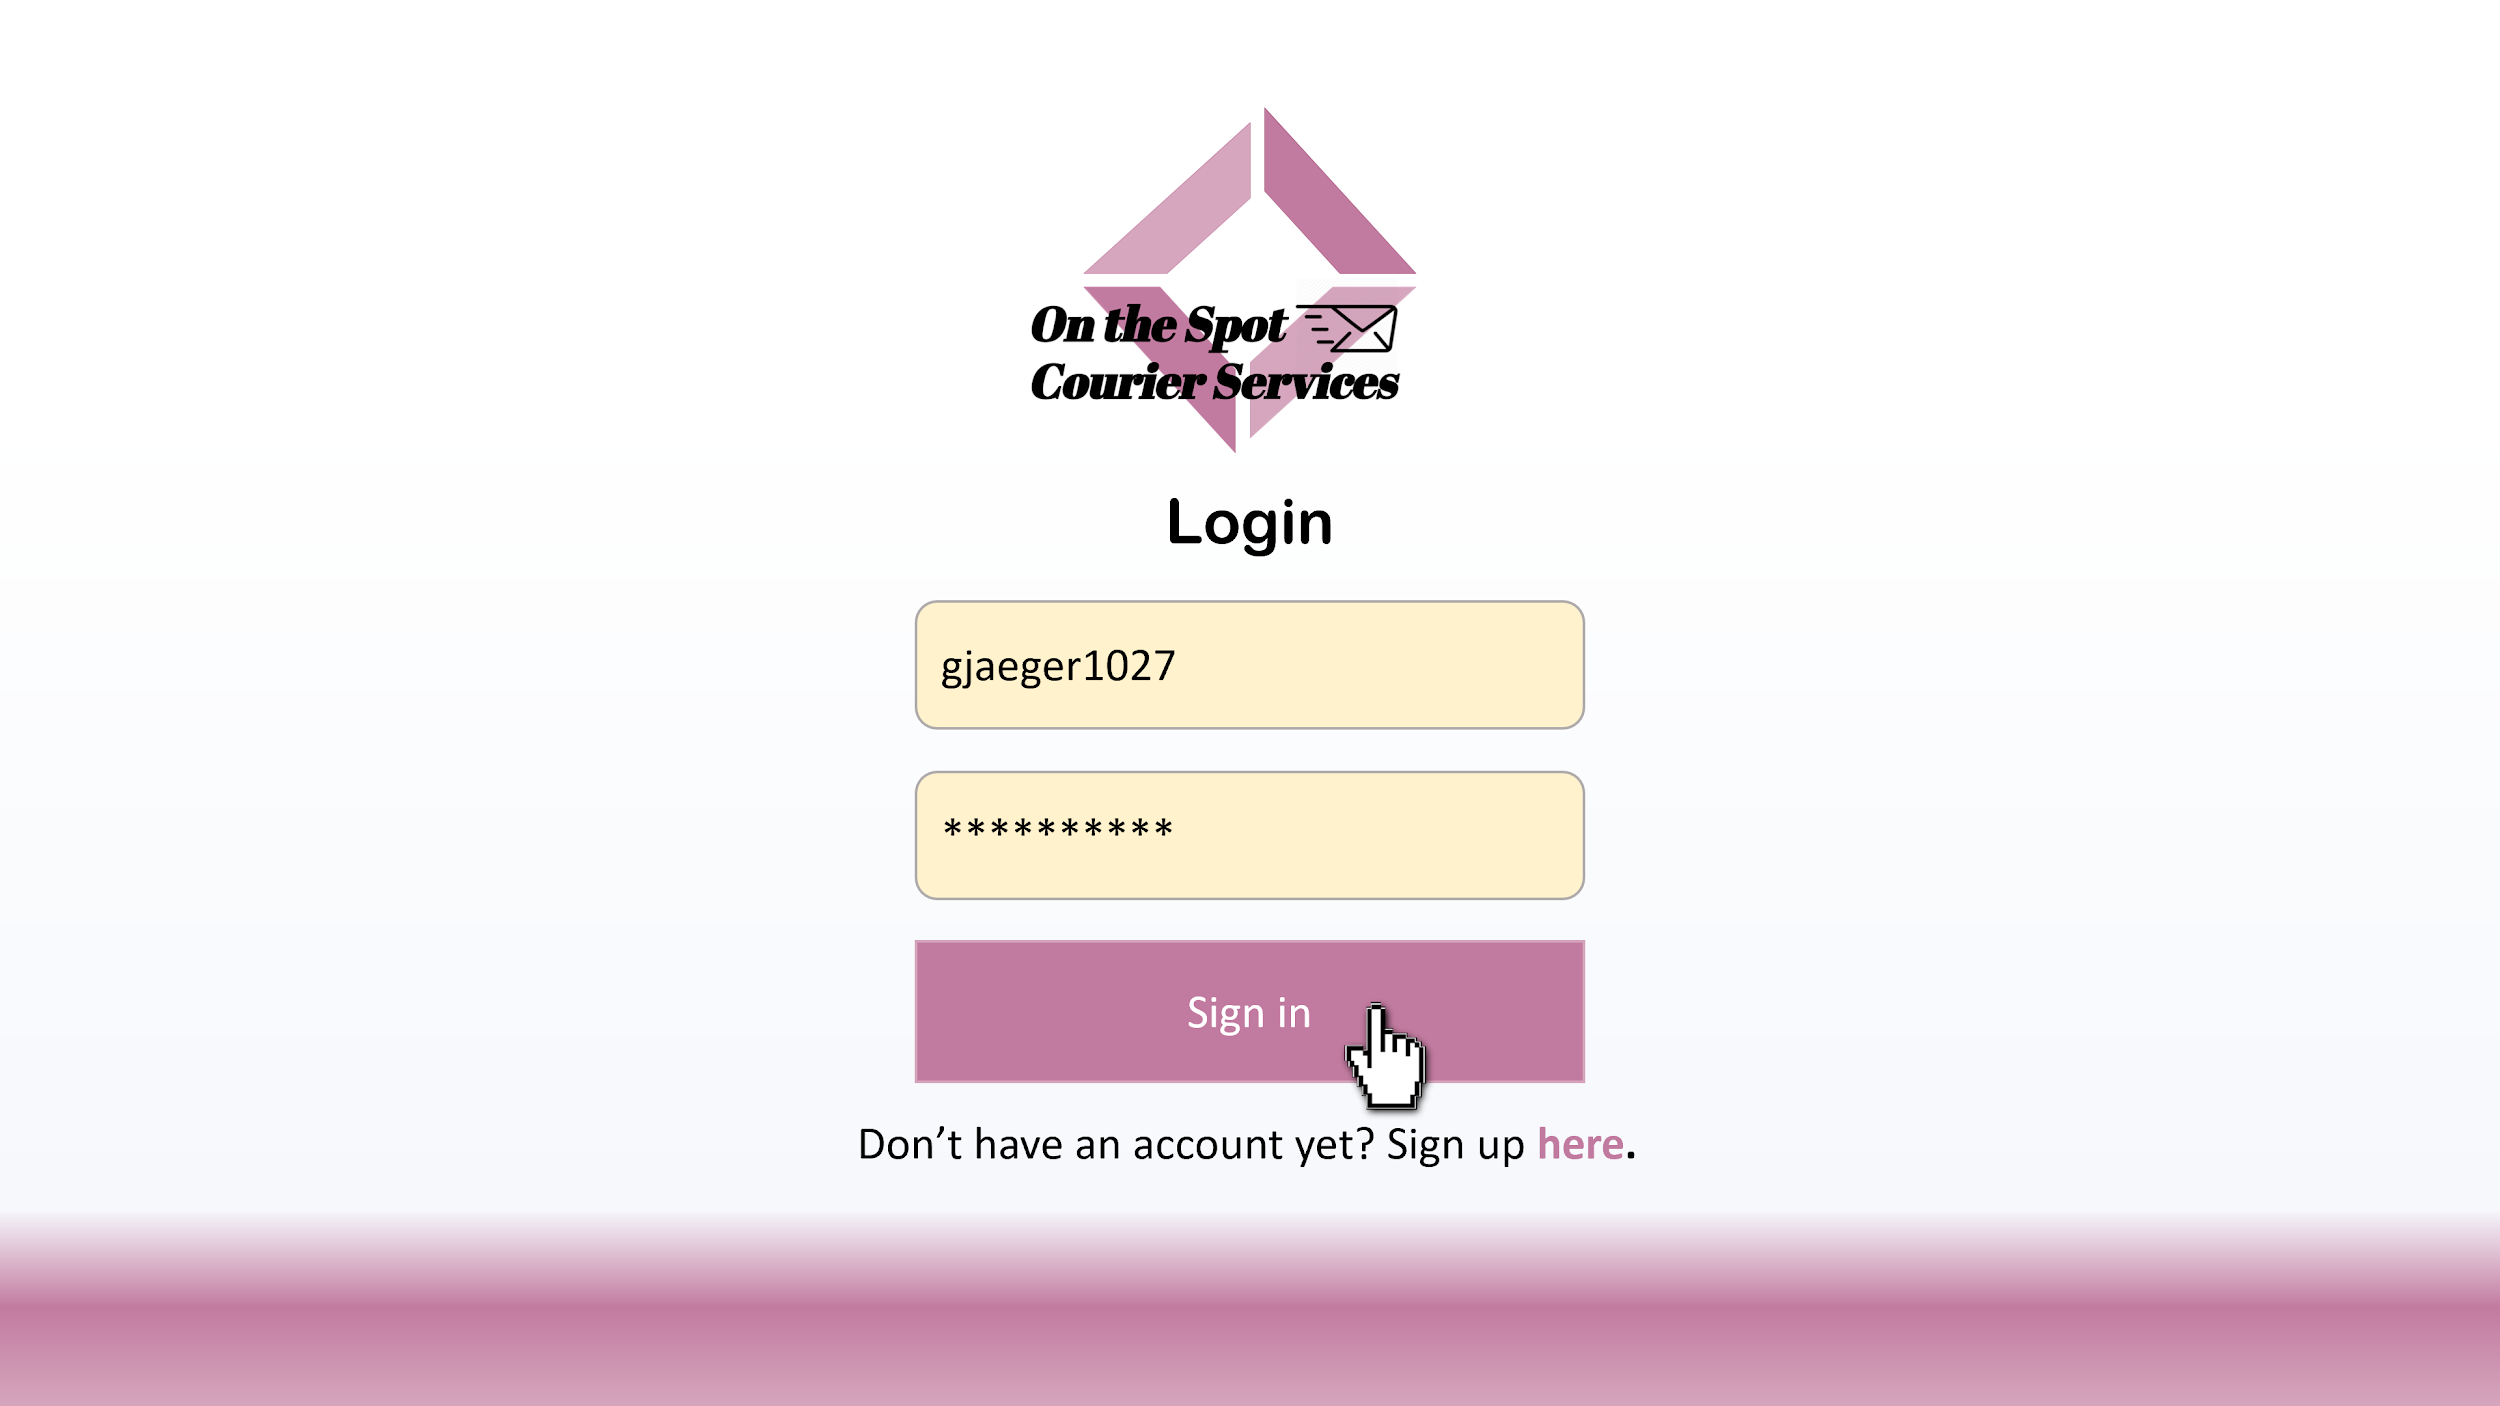 On the Spot
Courier Services
Login
gjaeger1027
**********
Sign in
Don’t have an account yet? Sign up here.